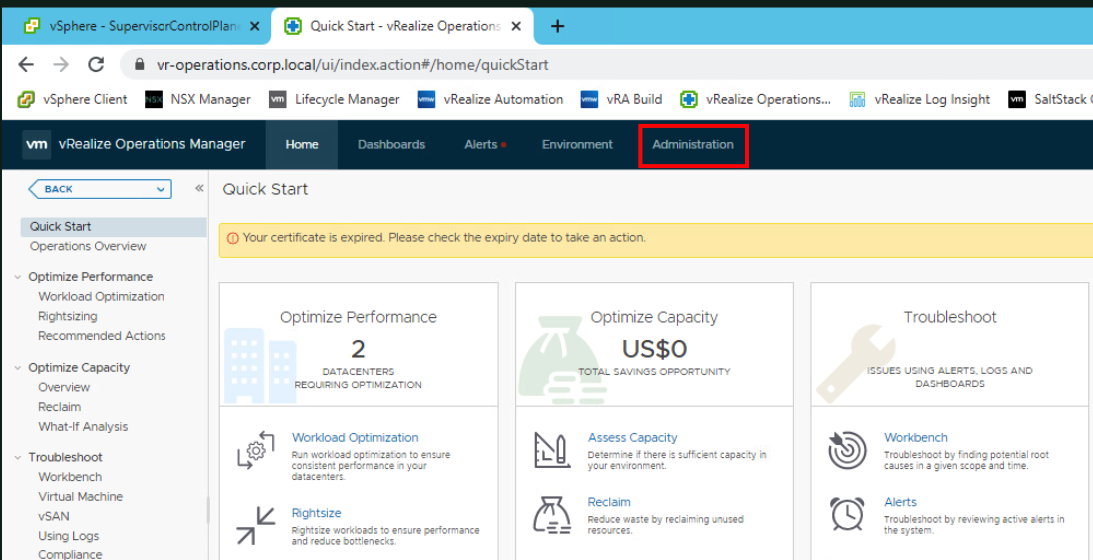 vSphere - SupervisorControlPlan
Quick Start - vRealize Operations
vr-operations.corp.local/ui/index.action#/home/quickStart
vSphere Client
NSX
NSX Manager
vm
Lifecycle Manager
vmw
vRealize Automation
vmw
vRA Build
vRealize Operations...
vRealize Log Insight
vm
SaltStack
vm
vRealize Operations Manager
Home
Dashboards
Alerts
Environment
Administration
BACK
Quick Start
Operations Overview
Optimize Performance
Workload Optimization
Rightsizing
Recommended Actions
Optimize Capacity
Overview
Reclaim
What-If Analysis
Troubleshoot
Workbench
Virtual Machine
vSAN
Using Logs
Compliance
Quick Start
Your certificate is expired. Please check the expiry date to take an action.
Optimize Performance
2
DATACENTERS
REQUIRING OPTIMIZATION
Workload Optimization
Run workload optimization to ensure
consistent performance in your
datacenters.
Rightsize
Rightsize workloads to ensure performance
and reduce bottlenecks.
Optimize Capacity
US$0
TOTAL SAVINGS OPPORTUNITY
Assess Capacity
Determine if there is sufficient capacity in
your environment.
Reclaim
Reduce waste by reclaiming unused
resources.
Troubleshoot
ISSUES USING ALERTS, LOGS AND
DASHBOARDS
Workbench
Troubleshoot by finding potential root
causes in a given scope and time.
Alerts
Troubleshoot by reviewing active alerts in
the system.